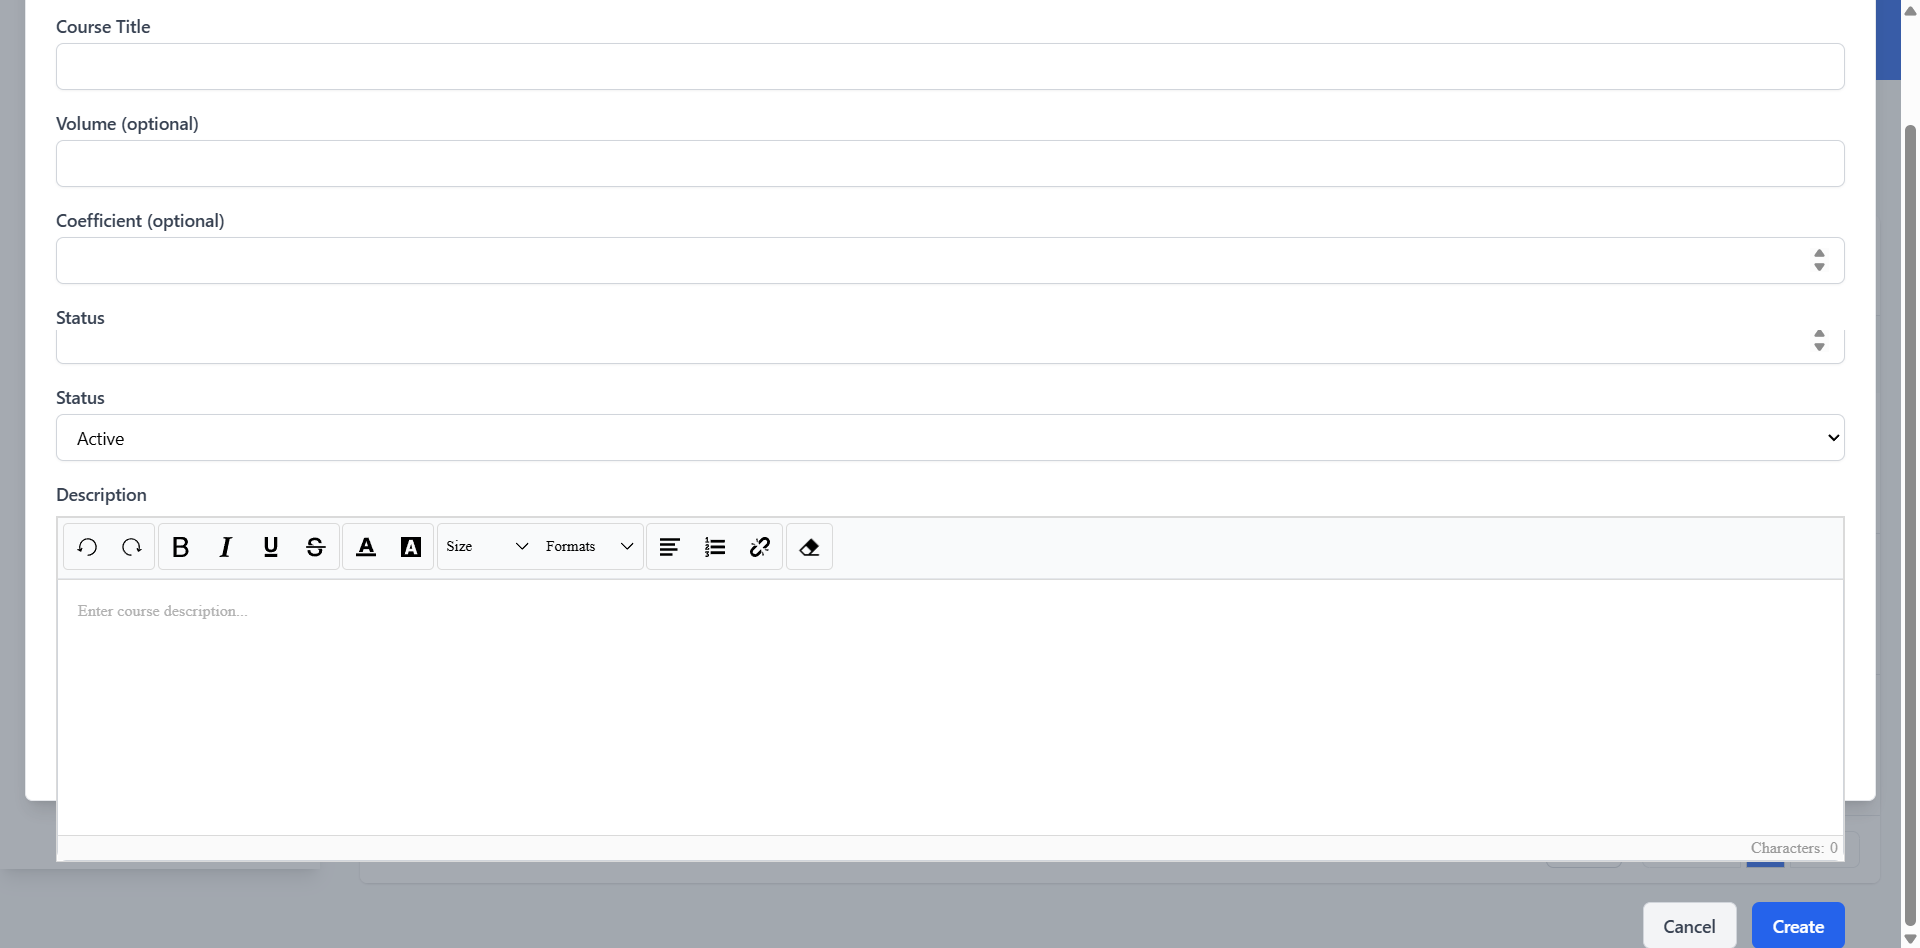 Course Title
Volume (optional)
Coefficient (optional)
Status
Status
Active
Description
B I U S A A Size Formats
Enter course description...
Characters: 0
Cancel Create